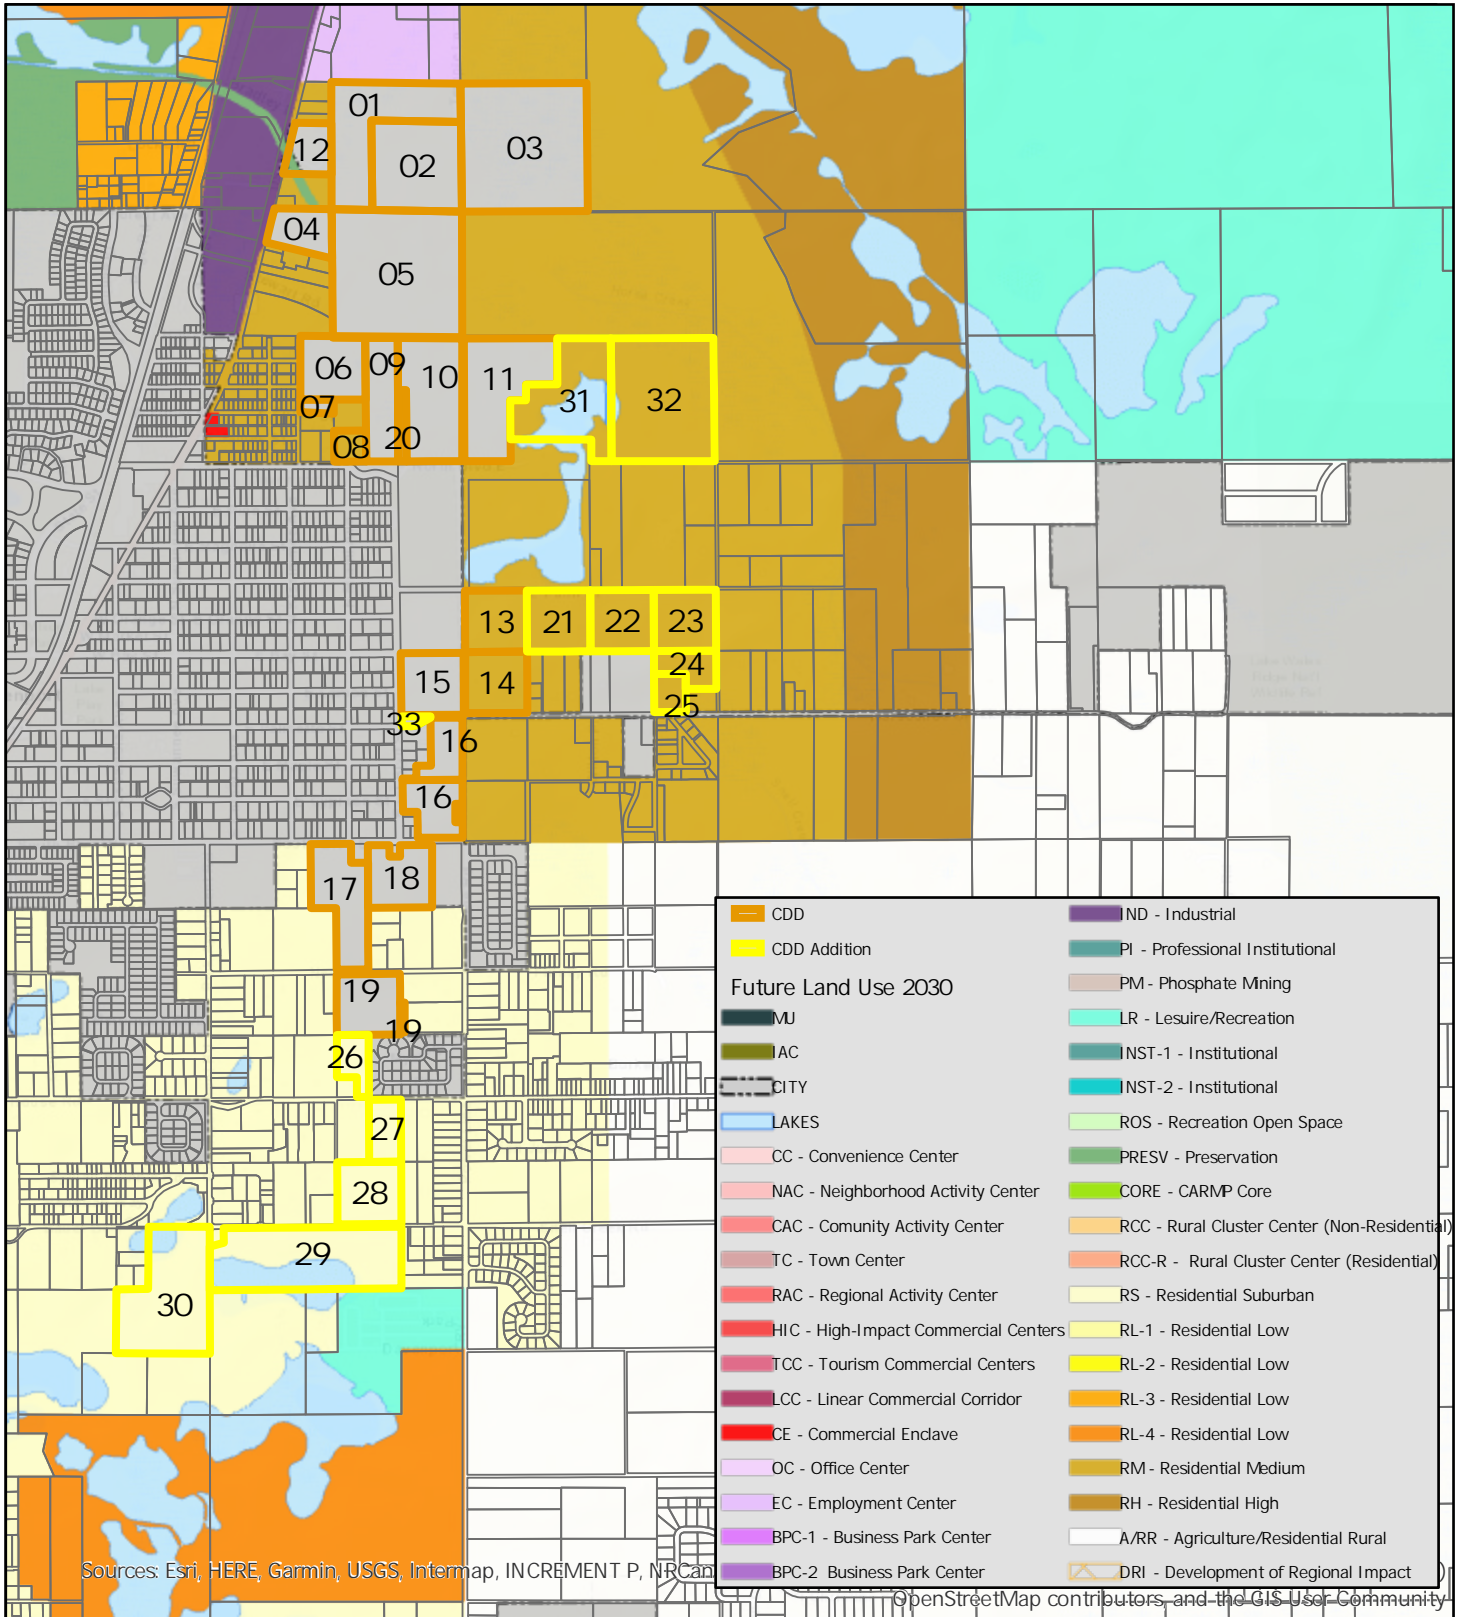 01
12
02
03
04
05
06
09
10
11
31
32
07
08
20
13
21
22
23
24
15
14
25
33
16
16
17
18
19
19
26
27
28
29
30
CDD
CDD Addition
Future Land Use 2030
MU
IAC
CITY
LAKES
CC - Convenience Center
NAC - Neighborhood Activity Center
CAC - Comunity Activity Center
TC - Town Center
RAC - Regional Activity Center
HIC - High-Impact Commercial Centers
TCC - Tourism Commercial Centers
LCC - Linear Commercial Corridor
CE - Commercial Enclave
OC - Office Center
EC - Employment Center
BPC-1 - Business Park Center
BPC-2 Business Park Center
IND - Industrial
PI - Professional Institutional
PM - Phosphate Mining
LR - Lesuire/Recreation
INST-1 - Institutional
INST-2 - Institutional
ROS - Recreation Open Space
PRESV - Preservation
CORE - CARMP Core
RCC - Rural Cluster Center (Non-Residential)
RCC-R - Rural Cluster Center (Residential)
RS - Residential Suburban
RL-1 - Residential Low
RL-2 - Residential Low
RL-3 - Residential Low
RL-4 - Residential Low
RM - Residential Medium
RH - Residential High
A/RR - Agriculture/Residential Rural
DRI - Development of Regional Impact
Sources: Esri, HERE, Garmin, USGS, Intermap, INCREMENT P, NRCan
OpenStreetMap contributors, and the GIS User Community